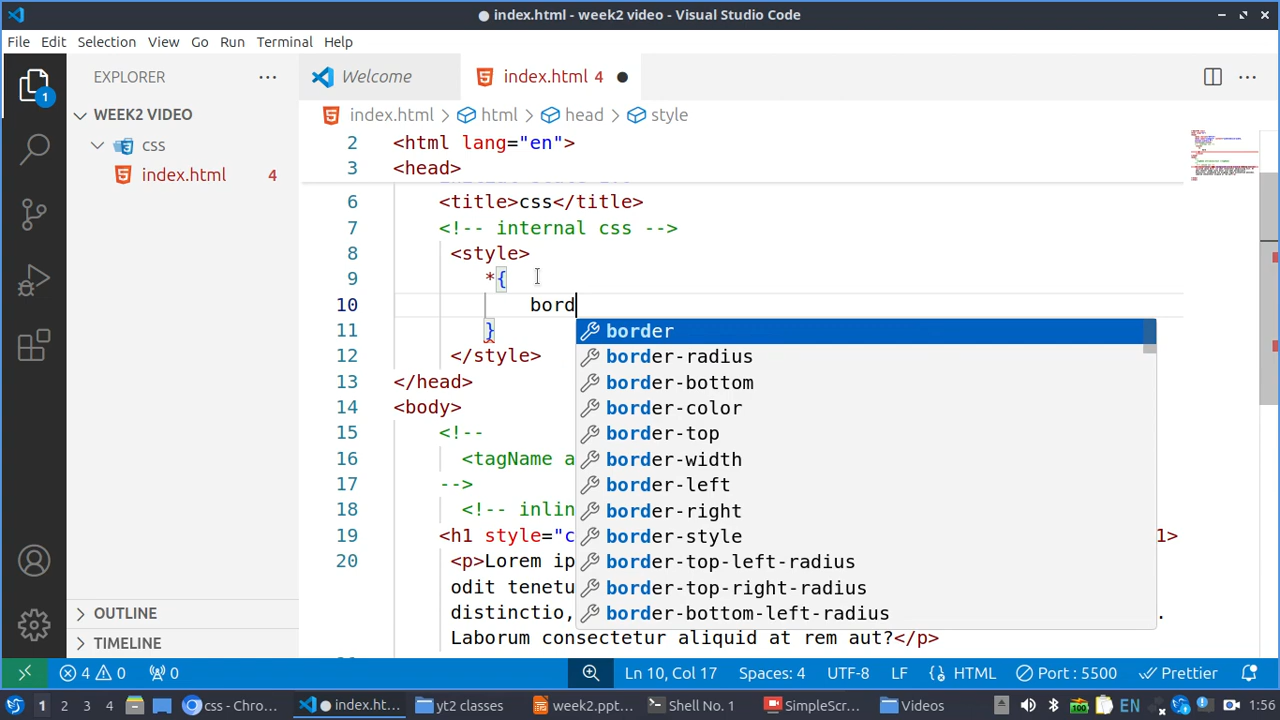 index.html - week2 video - Visual Studio Code
File Edit Selection View Go Run Terminal Help
1
EXPLORER
WEEK2 VIDEO
css
index.html 4
OUTLINE
TIMELINE
Welcome
index.html 4
index.html > html > head > style
2 <html lang="en">
3 <head>
6 <title>css</title>
7 <!-- internal css -->
8 <style>
9 *{
10 bord
11 }
12 </style>
13 </head>
14 <body>
15 <!--
16 <tagName a
17 -->
18 <!-- inlin
19 <h1 style="c 1>
20 <p>Lorem ip
odit tenetu
distinctio, .
Laborum consectetur aliquid at rem aut?</p>
border
border-radius
border-bottom
border-color
border-top
border-width
border-left
border-right
border-style
border-top-left-radius
border-top-right-radius
border-bottom-left-radius
4 0 0 Ln 10, Col 17 Spaces: 4 UTF-8 LF {} HTML Port : 5500 Prettier
1 2 3 4 css - Chro... index.ht... yt2 classes week2.ppt... Shell No. 1 SimpleScr... Videos 100 EN 1:56